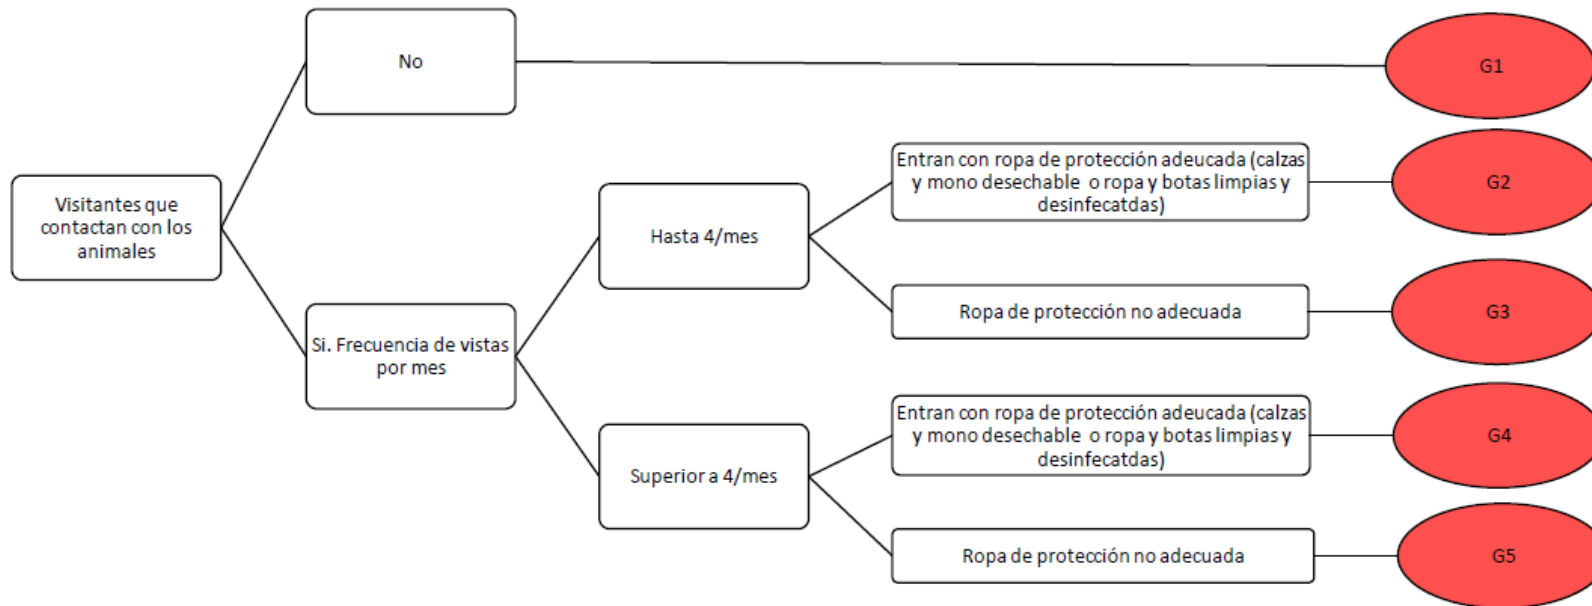 No
G1
Visitantes que
contactan con los
animales
Si. Frecuencia de vistas
por mes
Hasta 4/mes
Entran con ropa de protección adeucada (calzas
y mono desechable o ropa y botas limpias y
desinfecatdas)
G2
Ropa de protección no adecuada
G3
Superior a 4/mes
Entran con ropa de protección adeucada (calzas
y mono desechable o ropa y botas limpias y
desinfecatdas)
G4
Ropa de protección no adecuada
G5